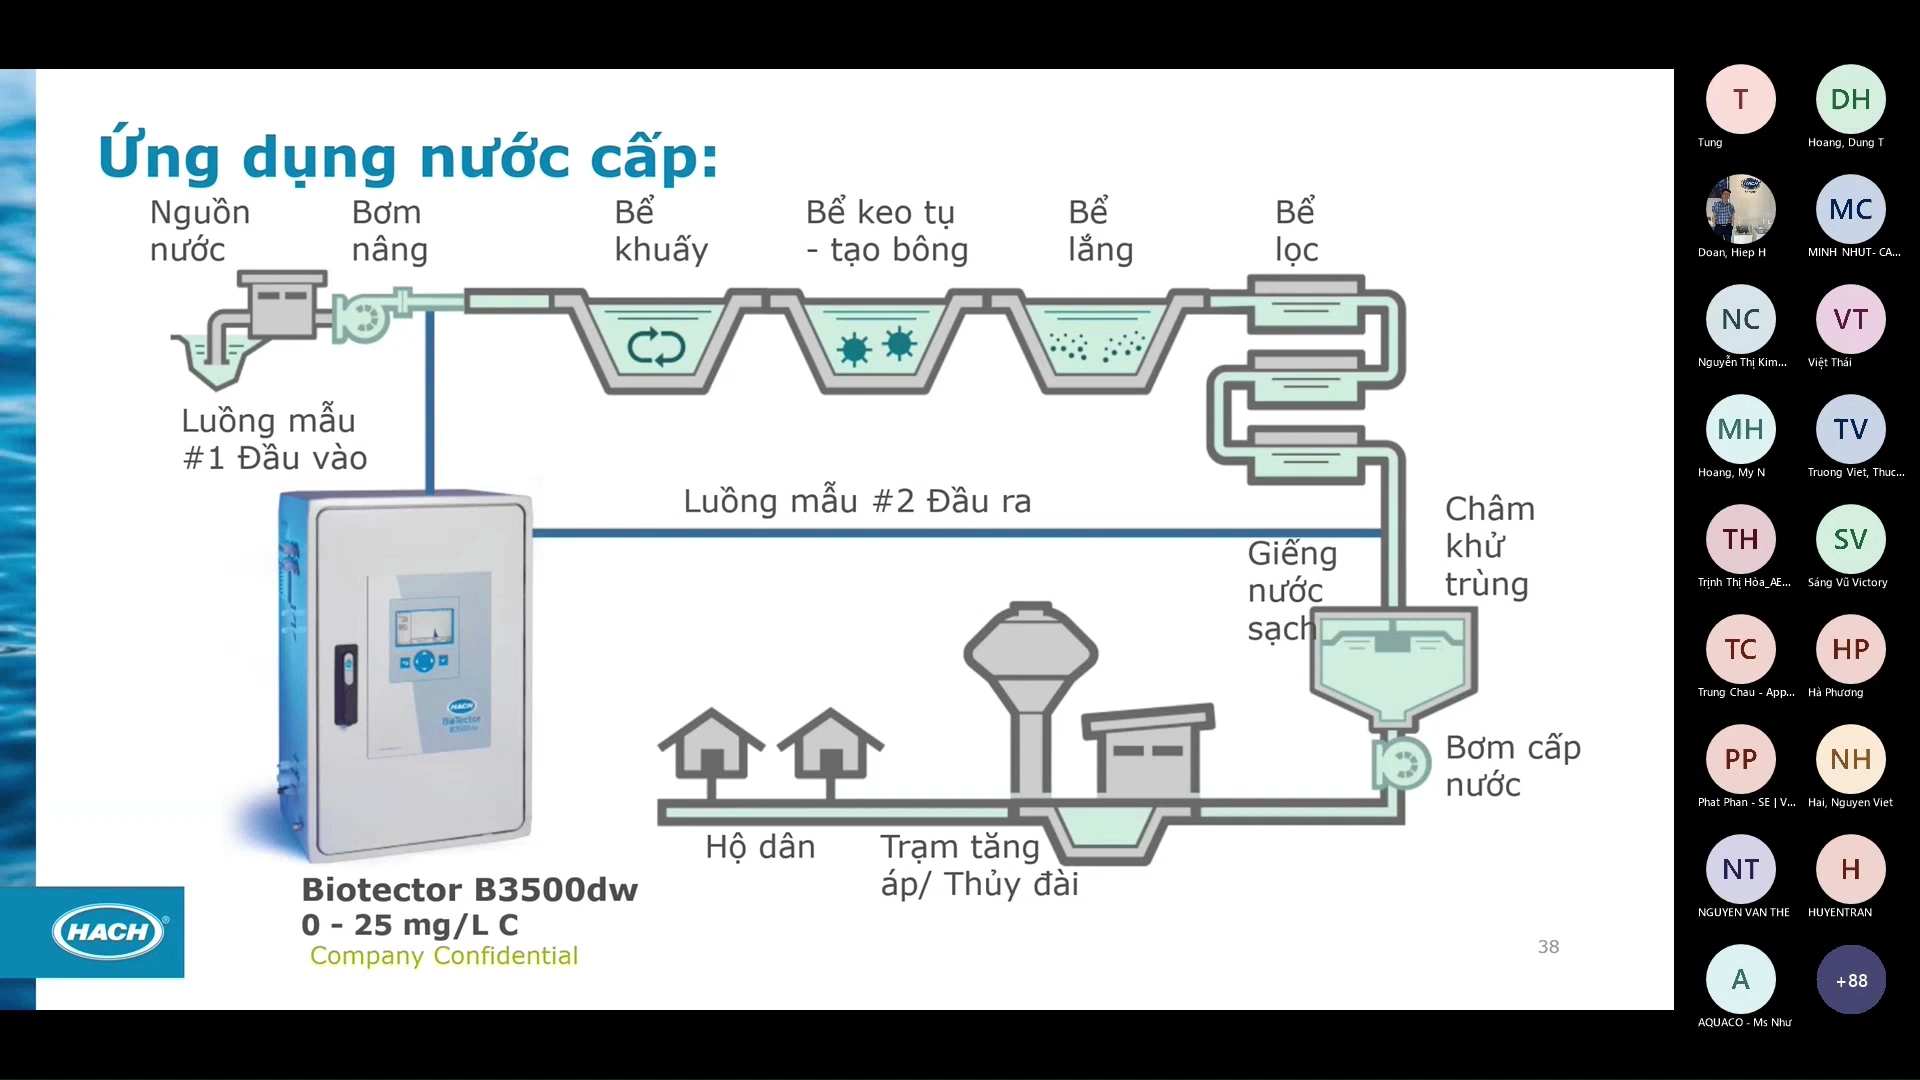 Ứng dụng nước cấp:
Nguồn
nước
Bơm
nâng
Bể
khuấy
Bể keo tụ
- tạo bông
Bể
lắng
Bể
lọc
Luồng mẫu
#1 Đầu vào
Luồng mẫu #2 Đầu ra
Châm
khử
trùng
Giếng
nước
sạch
Bơm cấp
nước
Hộ dân
Trạm tăng
áp/ Thủy đài
HACH
BioTector
B3500dw
Biotector B3500dw
0 - 25 mg/L C
Company Confidential
HACH®
38
T
Tung
DH
Hoang, Dung T
Doan, Hiep H
MC
MINH NHUT- CA...
NC
Nguyễn Thị Kim...
VT
Việt Thái
MH
Hoang, My N
TV
Truong Viet, Thuc...
TH
Trịnh Thị Hòa_AE...
SV
Sáng Vũ Victory
TC
Trung Chau - App...
HP
Hà Phương
PP
Phat Phan - SE | V...
NH
Hai, Nguyen Viet
NT
NGUYEN VAN THE
H
HUYENTRAN
A
AQUACO - Ms Như
+88